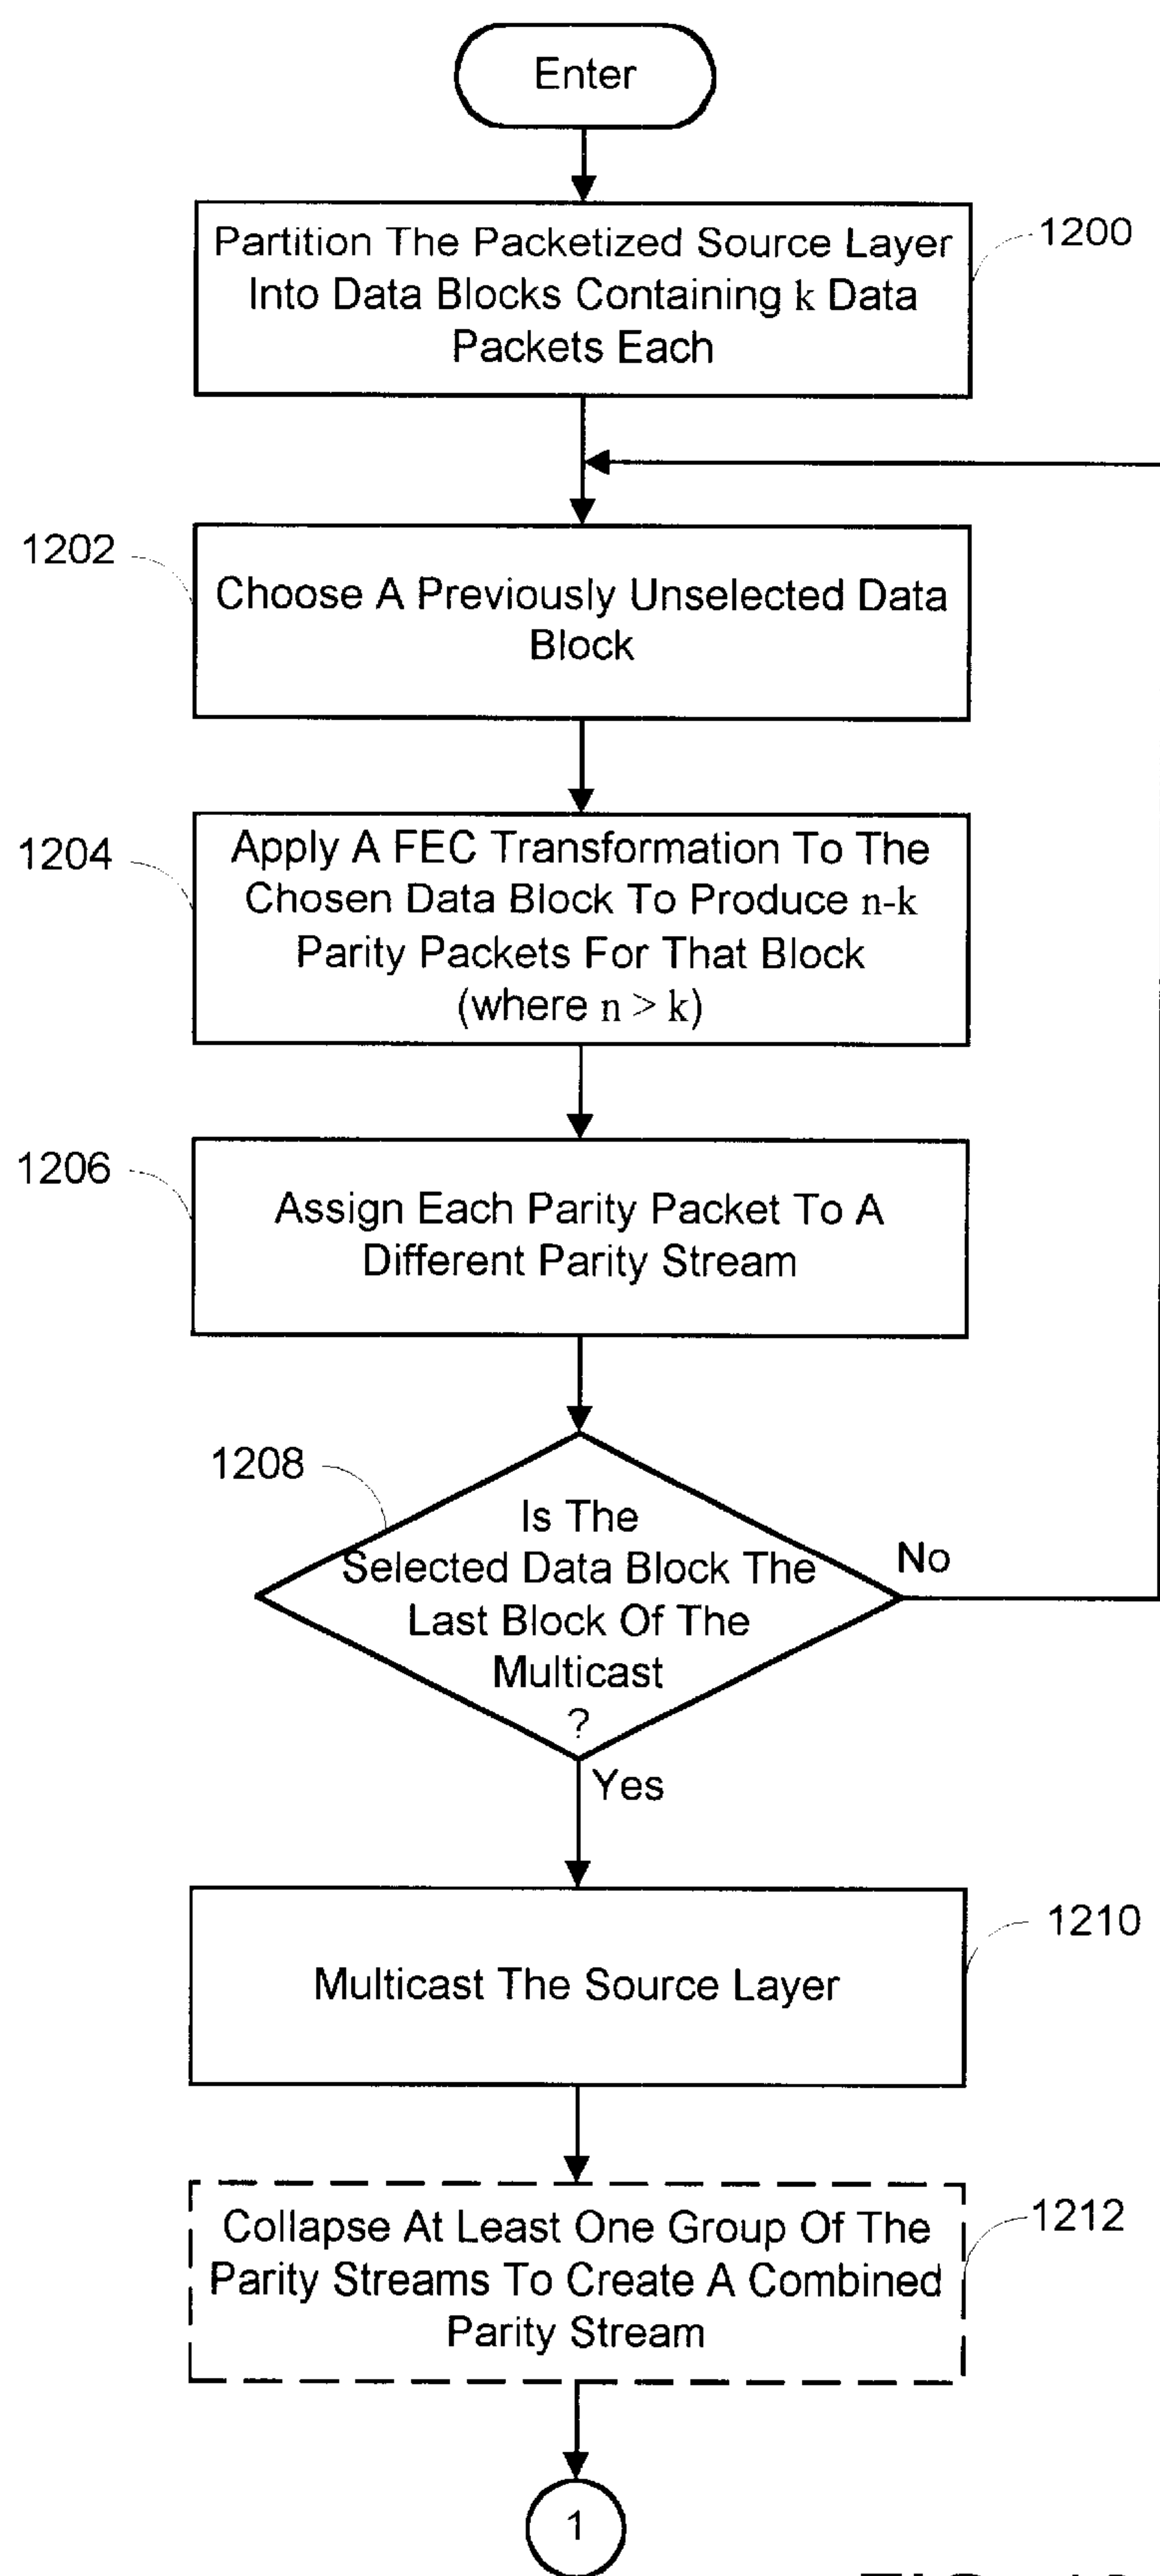 Enter
Partition The Packetized Source Layer
Into Data Blocks Containing k Data
Packets Each
1200
1202
Choose A Previously Unselected Data
Block
1204
Apply A FEC Transformation To The
Chosen Data Block To Produce n-k
Parity Packets For That Block
(where n > k)
1206
Assign Each Parity Packet To A
Different Parity Stream
1208
Is The
Selected Data Block The
Last Block Of The
Multicast
?
No
Yes
1210
Multicast The Source Layer
1212
Collapse At Least One Group Of The
Parity Streams To Create A Combined
Parity Stream
1